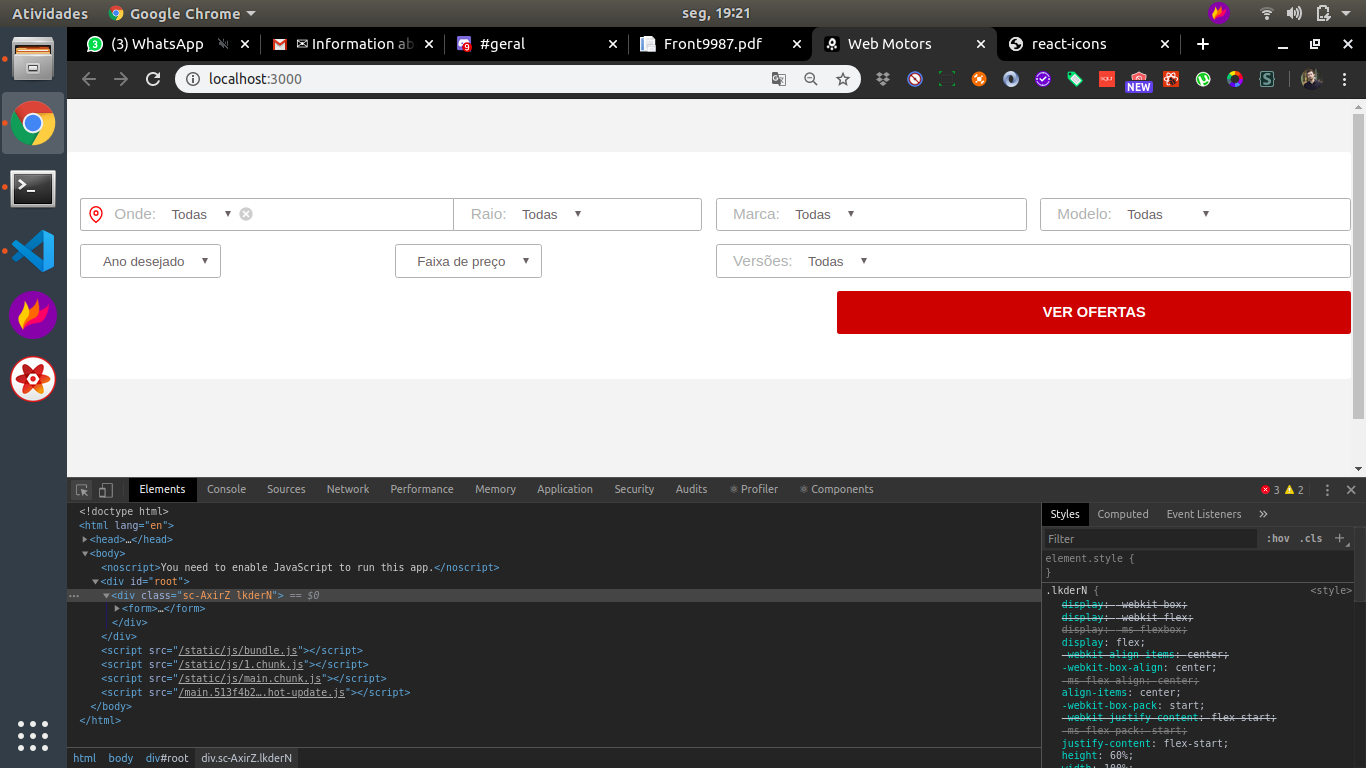 Atividades Google Chrome seg, 19:21
(3) WhatsApp Information ab #geral Front9987.pdf Web Motors react-icons
localhost:3000 NEW
Onde: Todas Raio: Todas Marca: Todas Modelo: Todas
Ano desejado Faixa de preço Versões: Todas
VER OFERTAS
Elements Console Sources Network Performance Memory Application Security Audits Profiler Components 3 2
<!doctype html>
<html lang="en">
<head>…</head>
<body>
<noscript>You need to enable JavaScript to run this app.</noscript>
<div id="root">
<div class="sc-AxirZ lkderN"> == $0
<form>…</form>
</div>
</div>
<script src="/static/js/bundle.js"></script>
<script src="/static/js/1.chunk.js"></script>
<script src="/static/js/main.chunk.js"></script>
<script src="/main.513f4b2….hot-update.js"></script>
</body>
</html>
html body div#root div.sc-AxirZ.lkderN
Styles Computed Event Listeners »
Filter :hov .cls +
element.style {
}
.lkderN { <style>
display: -webkit-box;
display: -webkit-flex;
display: -ms-flexbox;
display: flex;
-webkit-align-items: center;
-webkit-box-align: center;
-ms-flex-align: center;
align-items: center;
-webkit-box-pack: start;
-webkit-justify-content: flex-start;
-ms-flex-pack: start;
justify-content: flex-start;
height: 60%;
width: 100%;